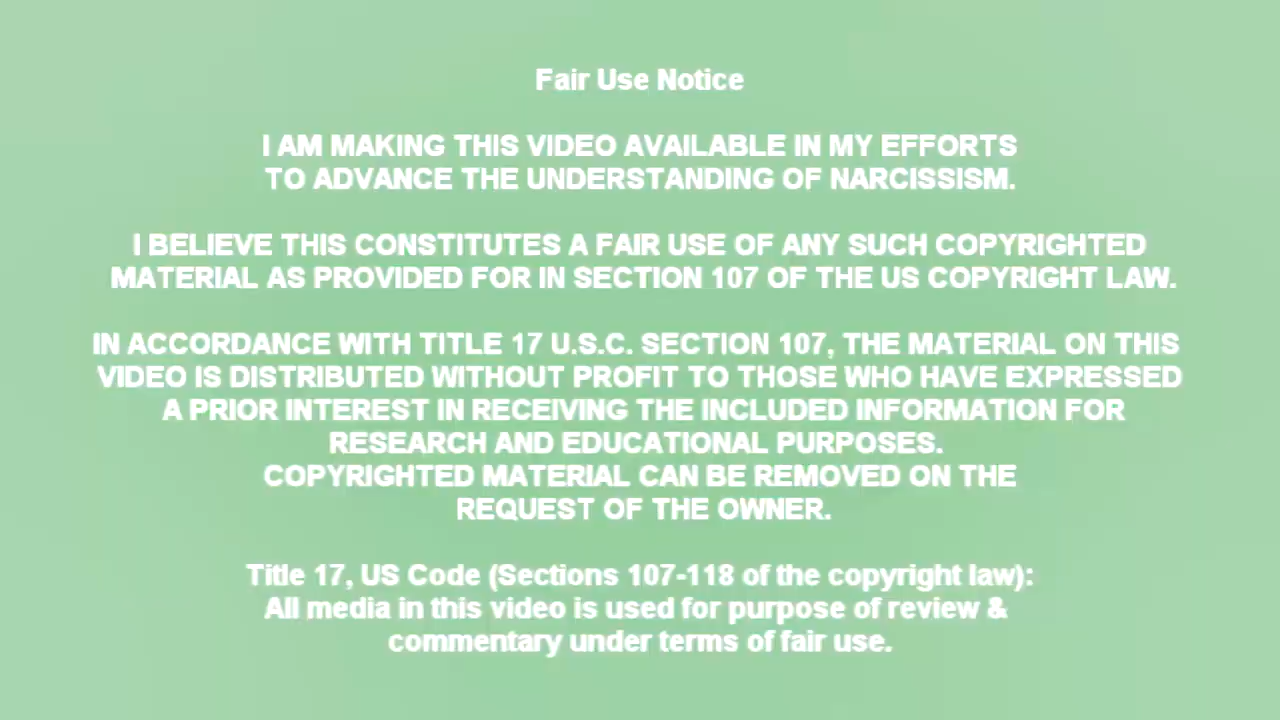 Fair Use Notice
I AM MAKING THIS VIDEO AVAILABLE IN MY EFFORTS
TO ADVANCE THE UNDERSTANDING OF NARCISSISM.
I BELIEVE THIS CONSTITUTES A FAIR USE OF ANY SUCH COPYRIGHTED
MATERIAL AS PROVIDED FOR IN SECTION 107 OF THE US COPYRIGHT LAW.
IN ACCORDANCE WITH TITLE 17 U.S.C. SECTION 107, THE MATERIAL ON THIS
VIDEO IS DISTRIBUTED WITHOUT PROFIT TO THOSE WHO HAVE EXPRESSED
A PRIOR INTEREST IN RECEIVING THE INCLUDED INFORMATION FOR
RESEARCH AND EDUCATIONAL PURPOSES.
COPYRIGHTED MATERIAL CAN BE REMOVED ON THE
REQUEST OF THE OWNER.
Title 17, US Code (Sections 107-118 of the copyright law):
All media in this video is used for purpose of review &
commentary under terms of fair use.